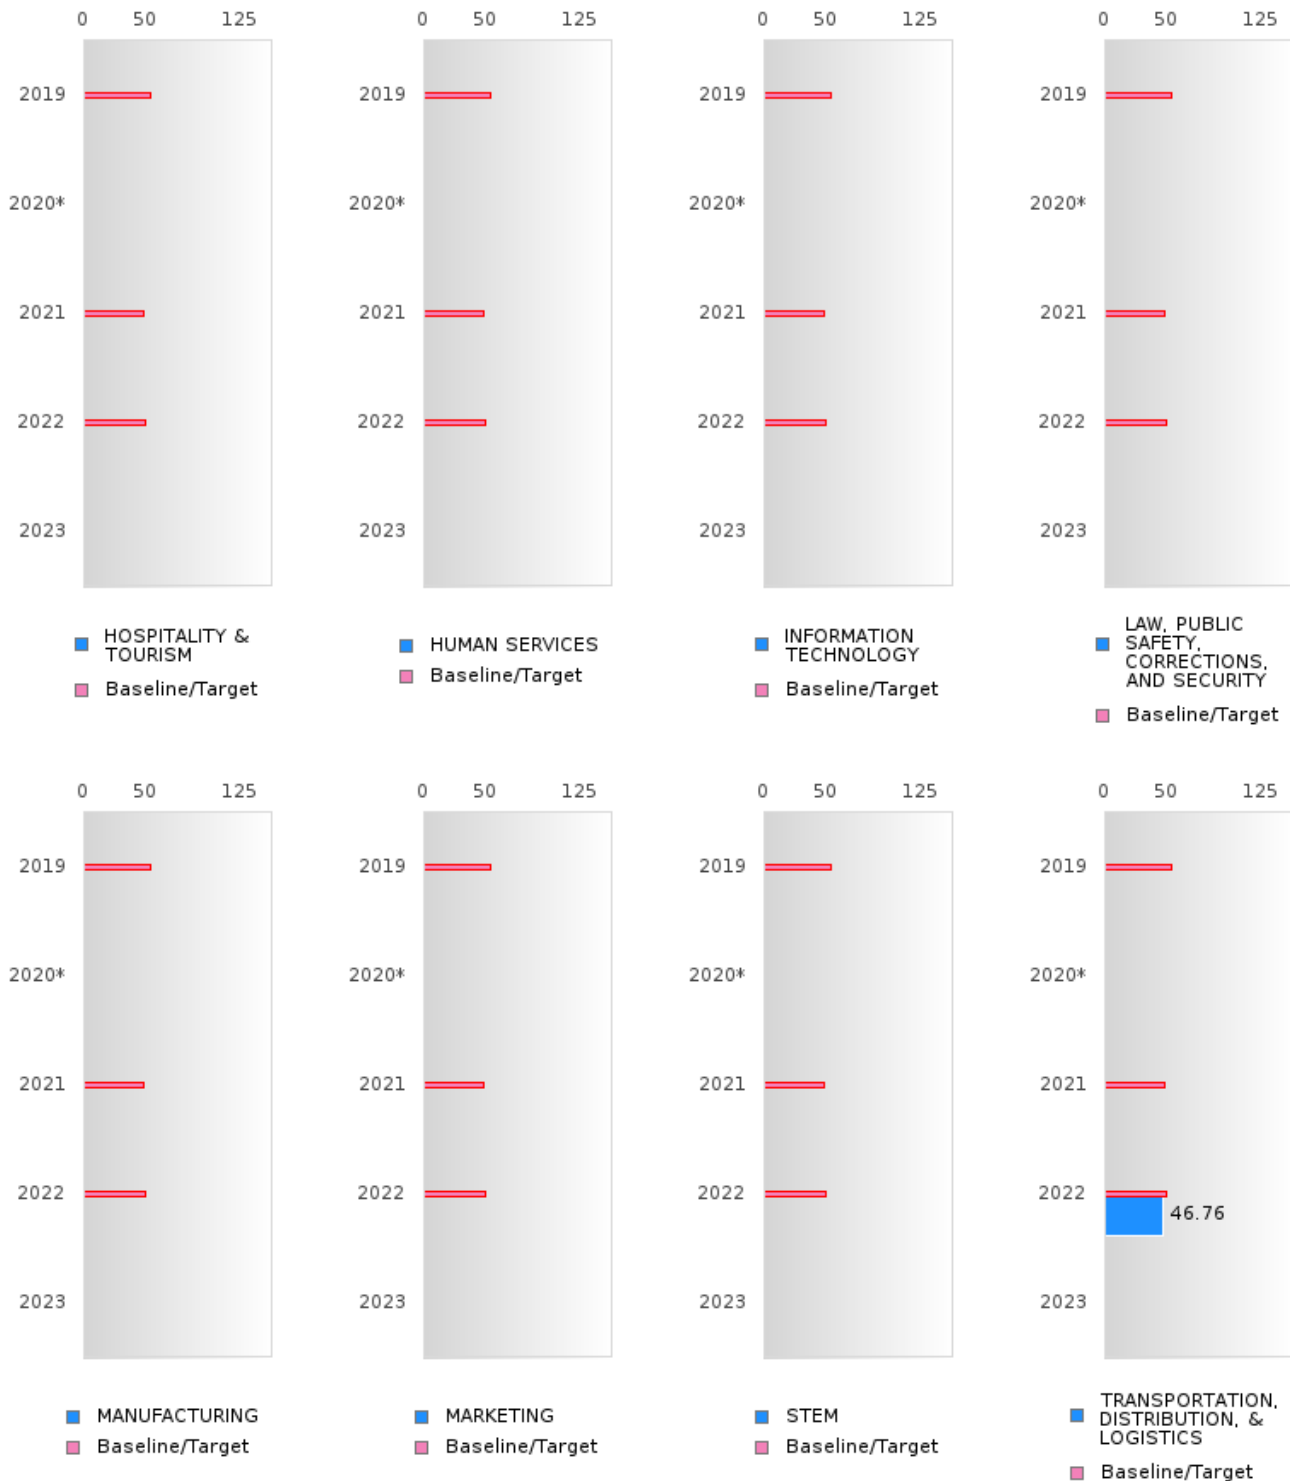 0 50 125
0 50 125
0 50 125
0 50 125
2019
2019
2019
2019
2020*
2020*
2020*
2020*
2021
2021
2021
2021
2022
2022
2022
2022
2023
2023
2023
2023
HOSPITALITY &
TOURISM
Baseline/Target
HUMAN SERVICES
Baseline/Target
INFORMATION
TECHNOLOGY
Baseline/Target
LAW, PUBLIC
SAFETY,
CORRECTIONS,
AND SECURITY
Baseline/Target
0 50 125
0 50 125
0 50 125
0 50 125
2019
2019
2019
2019
2020*
2020*
2020*
2020*
2021
2021
2021
2021
2022
2022
2022
2022
46.76
2023
2023
2023
2023
MANUFACTURING
Baseline/Target
MARKETING
Baseline/Target
STEM
Baseline/Target
TRANSPORTATION,
DISTRIBUTION, &
LOGISTICS
Baseline/Target